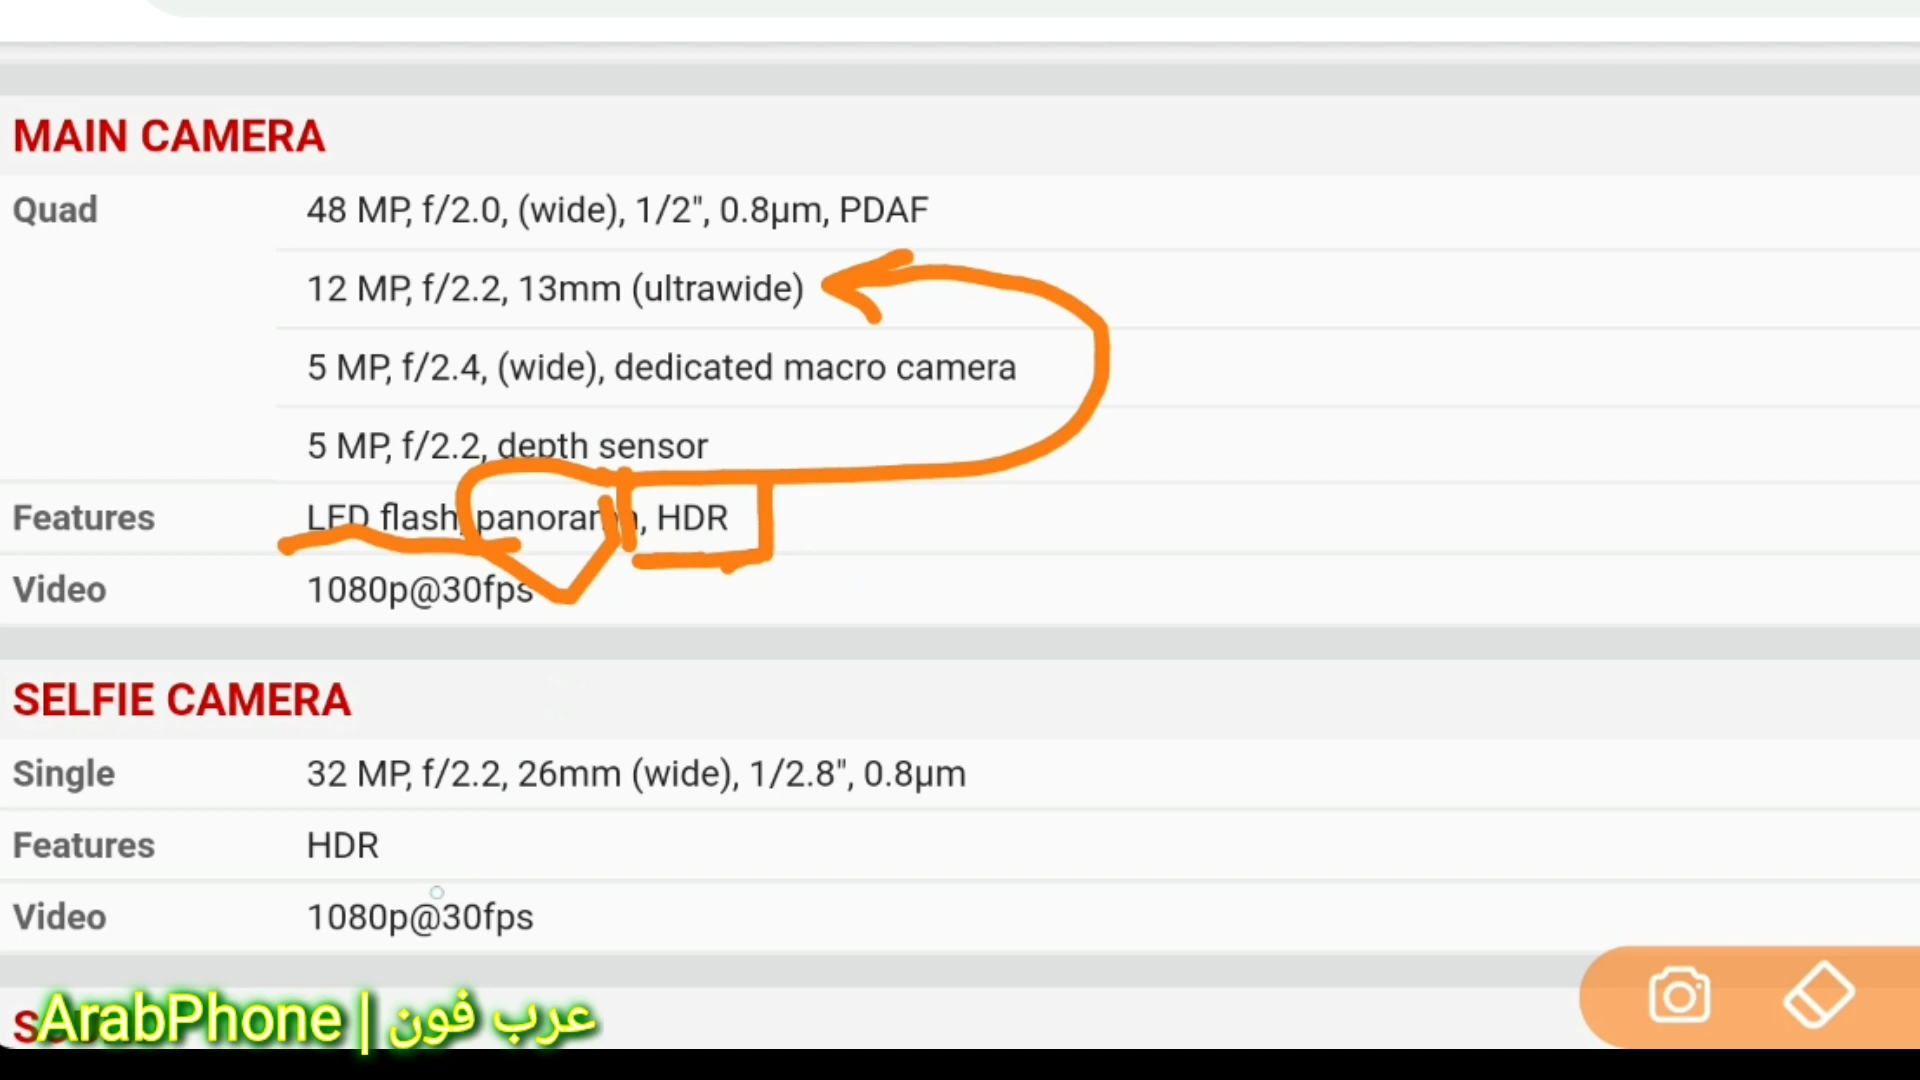 MAIN CAMERA
Quad 48 MP, f/2.0, (wide), 1/2", 0.8µm, PDAF
12 MP, f/2.2, 13mm (ultrawide)
5 MP, f/2.4, (wide), dedicated macro camera
5 MP, f/2.2, depth sensor
Features LED flash, panorama, HDR
Video 1080p@30fps
SELFIE CAMERA
Single 32 MP, f/2.2, 26mm (wide), 1/2.8", 0.8µm
Features HDR
Video 1080p@30fps
ArabPhone | عرب فون